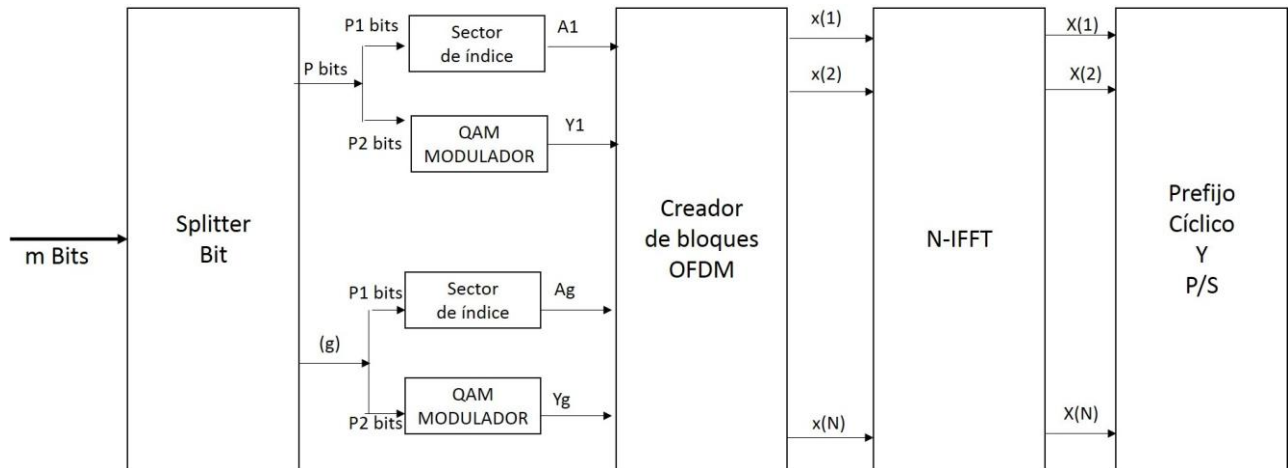 m Bits
Splitter
Bit
P bits
P1 bits
P2 bits
Sector
de índice
A1
QAM
MODULADOR
Y1
(g)
P1 bits
P2 bits
Sector
de índice
Ag
QAM
MODULADOR
Yg
Creador
de bloques
OFDM
x(1)
x(2)
x(N)
N-IFFT
X(1)
X(2)
X(N)
Prefijo
Cíclico
Y
P/S